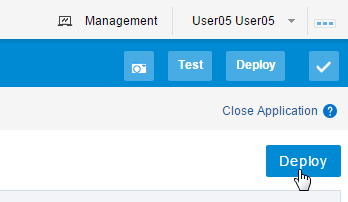 Management User05 User05
Test Deploy
Close Application ?
Deploy